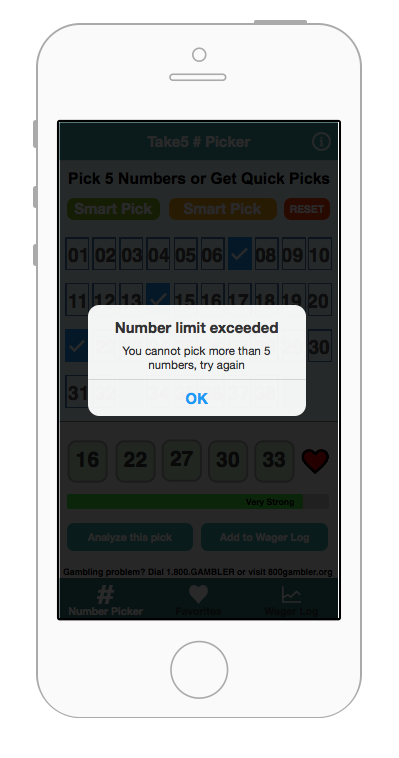 Take5 # Picker
Pick 5 Numbers or Get Quick Picks
Smart Pick Smart Pick RESET
01 02 03 04 05 06 08 09 10
11 12 13 15 16 17 18 19 20
Number limit exceeded
You cannot pick more than 5
numbers, try again
30
OK
31
16 22 27 30 33
Very Strong
Analyze this pick Add to Wager Log
Gambling problem? Dial 1.800.GAMBLER or visit 800gambler.org
# Number Picker Favorites Wager Log